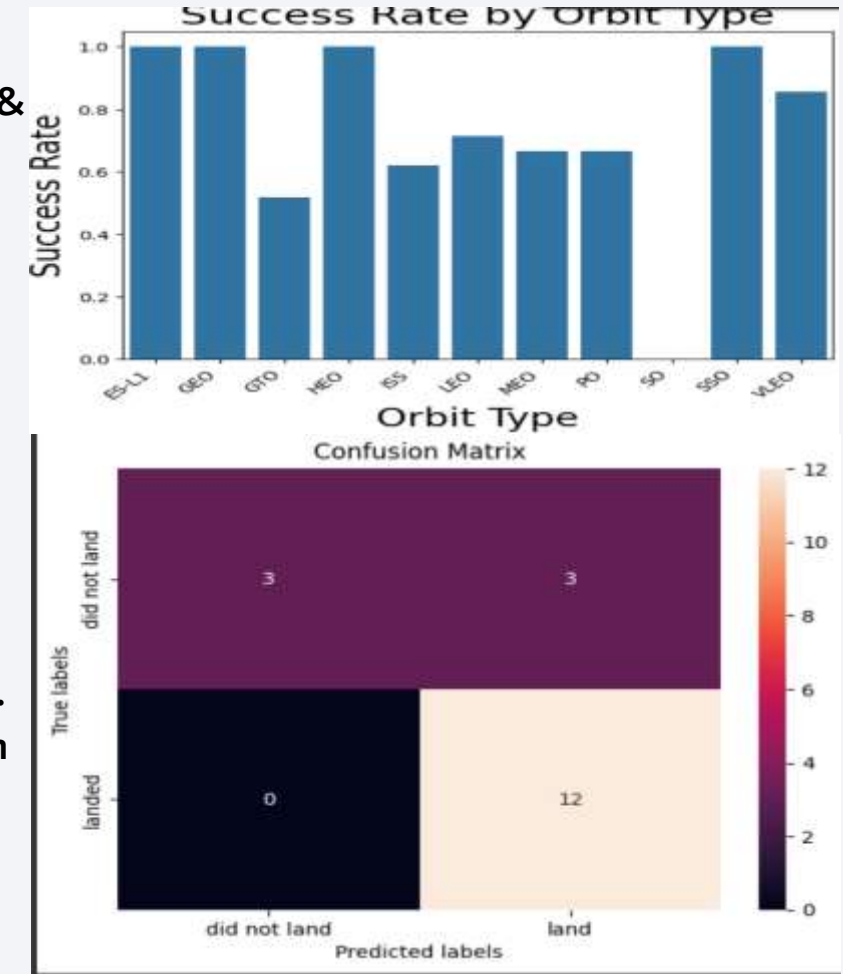 Success Rate by Orbit Type
&
Success Rate
1.0
0.8
0.6
0.4
0.2
0.0
ES-L1 GEO GTO HEO ISS LEO MEO PO SO SSO VLEO
Orbit Type
Confusion Matrix
True labels
did not land
landed
3 3
0 12
12
10
8
6
4
2
0
did not land land
Predicted labels